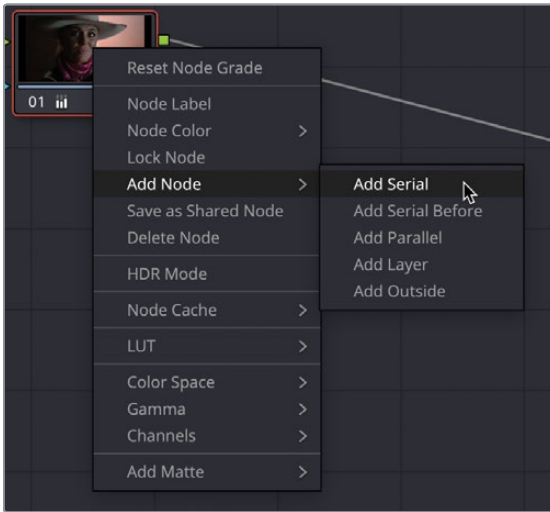 01
Reset Node Grade
Node Label
Node Color
Lock Node
Add Node
Save as Shared Node
Delete Node
HDR Mode
Node Cache
LUT
Color Space
Gamma
Channels
Add Matte
Add Serial
Add Serial Before
Add Parallel
Add Layer
Add Outside